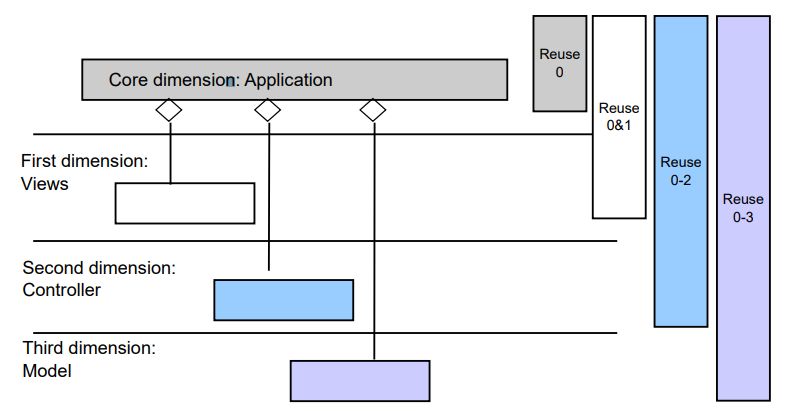 Core dimension: Application
Reuse
0
Reuse
0&1
Reuse
0-2
Reuse
0-3
First dimension:
Views
Second dimension:
Controller
Third dimension:
Model